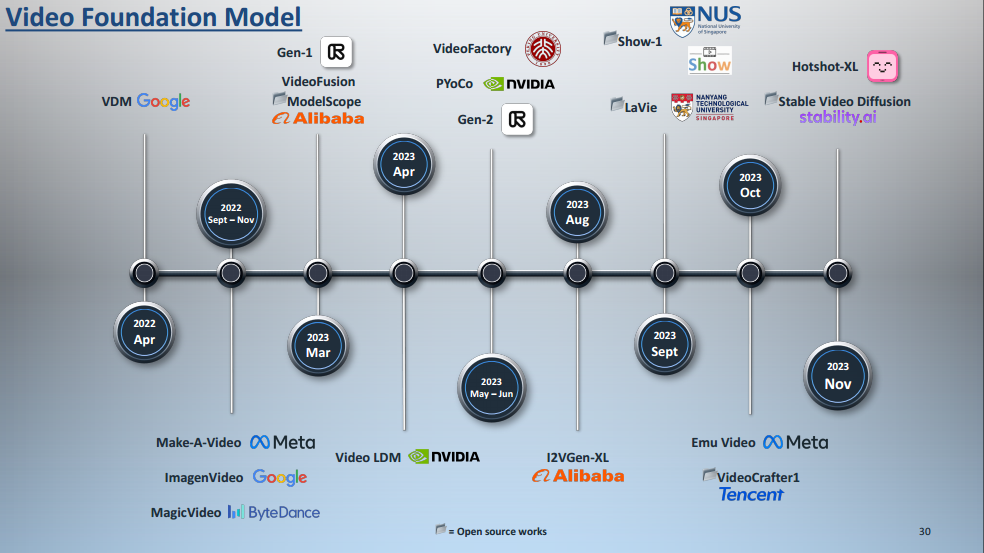 Video Foundation Model
VDM Google
Gen-1
VideoFusion
ModelScope
Alibaba
VideoFactory
PYoCo NVIDIA
Gen-2
Show-1
NUS
National University
of Singapore
Show
LaVie
NANYANG
TECHNOLOGICAL
UNIVERSITY
SINGAPORE
Hotshot-XL
Stable Video Diffusion
stability.ai
2023
Apr
2023
Oct
2022
Sept – Nov
2023
Aug
2022
Apr
2023
Mar
2023
Sept
2023
May – Jun
2023
Nov
Make-A-Video Meta
ImagenVideo Google
MagicVideo ByteDance
Video LDM NVIDIA
I2VGen-XL
Alibaba
Emu Video Meta
VideoCrafter1
Tencent
= Open source works
30